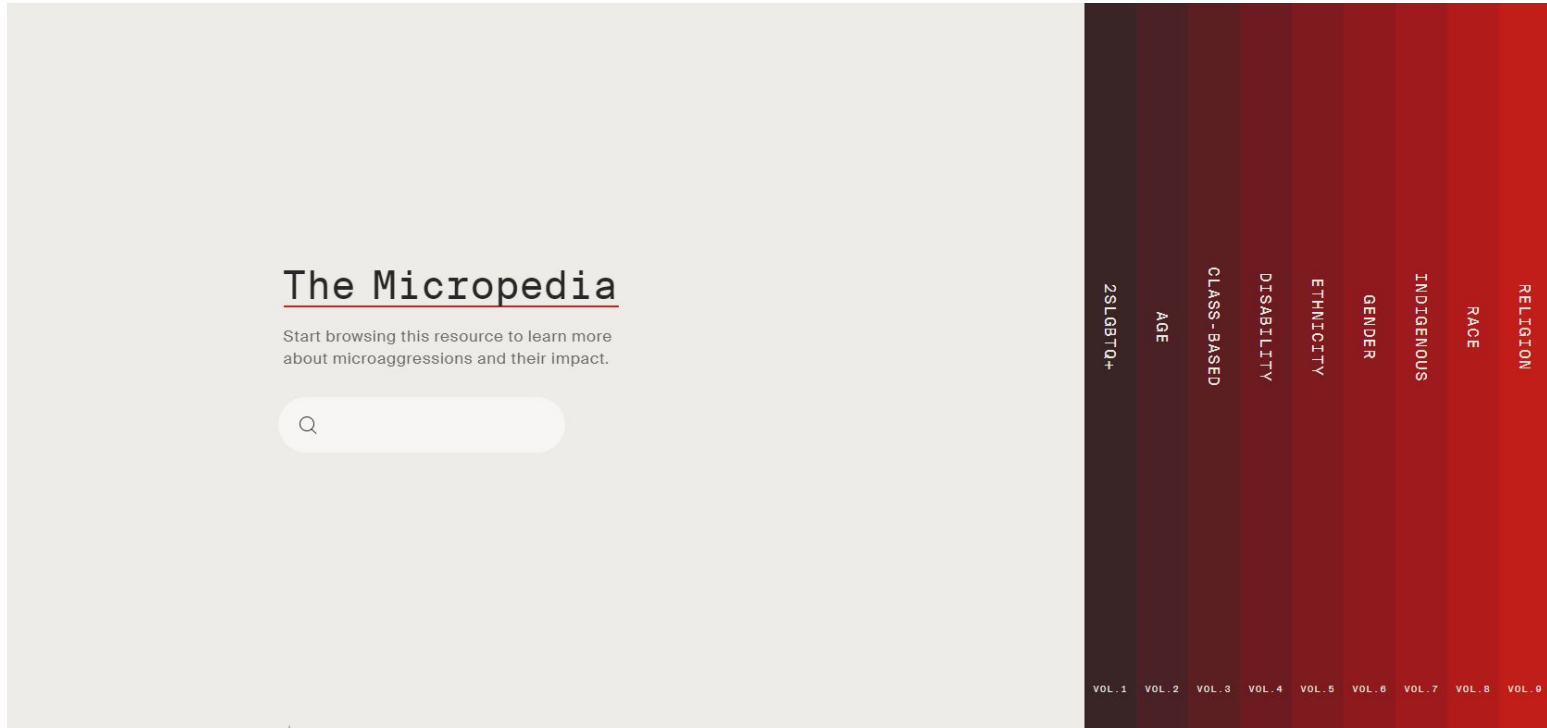 The Micropedia
Start browsing this resource to learn more
about microaggressions and their impact.
2SLGBTQ+
AGE
CLASS-BASED
DISABILITY
ETHNICITY
GENDER
INDIGENOUS
RACE
RELIGION
VOL.1
VOL.2
VOL.3
VOL.4
VOL.5
VOL.6
VOL.7
VOL.8
VOL.9